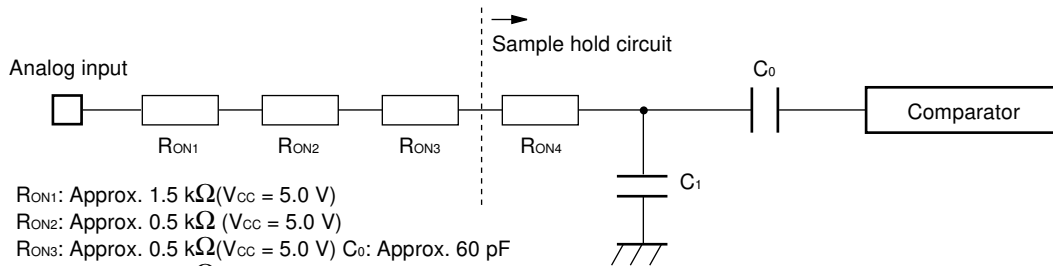 Sample hold circuit
Analog input
C0
Comparator
RON1
RON2
RON3
RON4
C1
RON1: Approx. 1.5 kΩ(VCC = 5.0 V)
RON2: Approx. 0.5 kΩ (VCC = 5.0 V)
RON3: Approx. 0.5 kΩ(VCC = 5.0 V) C0: Approx. 60 pF